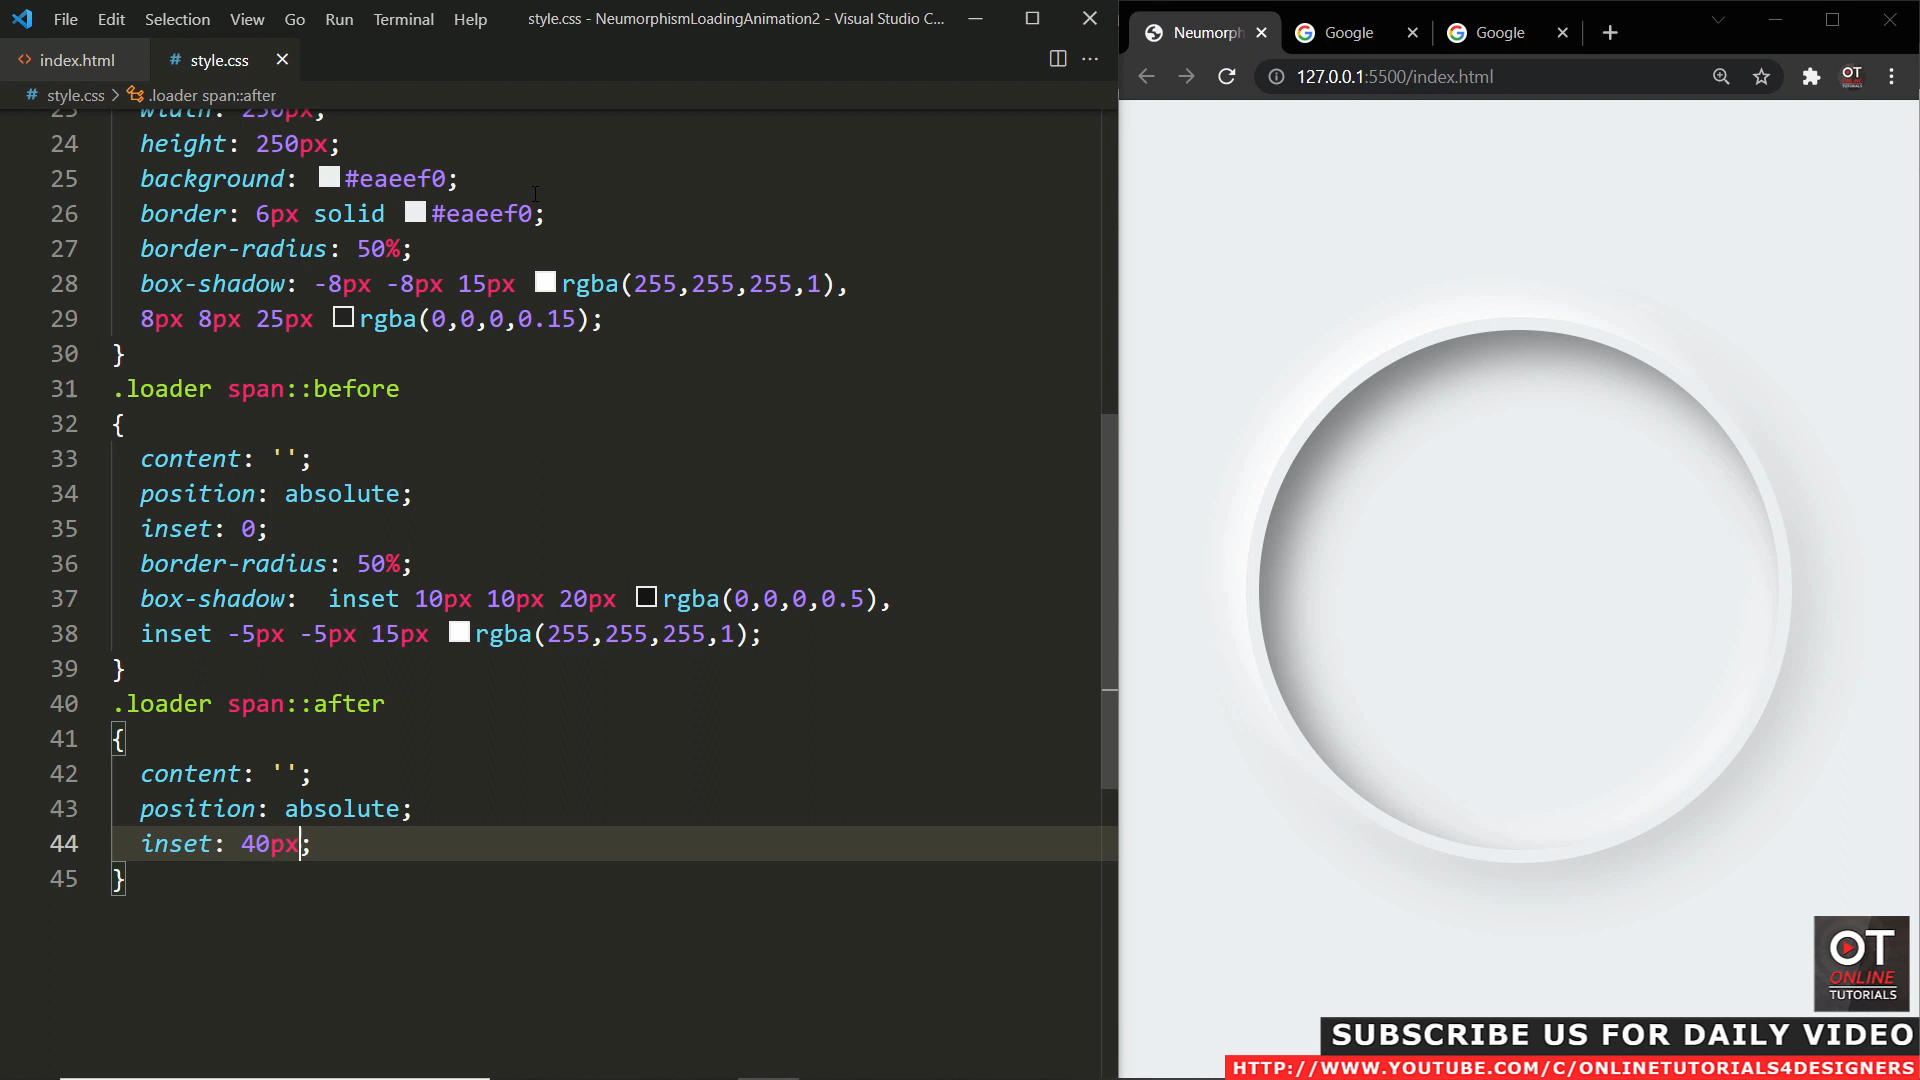 File Edit Selection View Go Run Terminal Help style.css - NeumorphismLoadingAnimation2 - Visual Studio C...
index.html # style.css
# style.css > .loader span::after
23 width: 250px;
24 height: 250px;
25 background: #eaeef0;
26 border: 6px solid #eaeef0;
27 border-radius: 50%;
28 box-shadow: -8px -8px 15px rgba(255,255,255,1),
29 8px 8px 25px rgba(0,0,0,0.15);
30 }
31 .loader span::before
32 {
33 content: '';
34 position: absolute;
35 inset: 0;
36 border-radius: 50%;
37 box-shadow: inset 10px 10px 20px rgba(0,0,0,0.5),
38 inset -5px -5px 15px rgba(255,255,255,1);
39 }
40 .loader span::after
41 {
42 content: '';
43 position: absolute;
44 inset: 40px;
45 }
Neumorph Google Google
127.0.0.1:5500/index.html
OT
ONLINE
TUTORIALS
SUBSCRIBE US FOR DAILY VIDEO
HTTP://WWW.YOUTUBE.COM/C/ONLINETUTORIALS4DESIGNERS